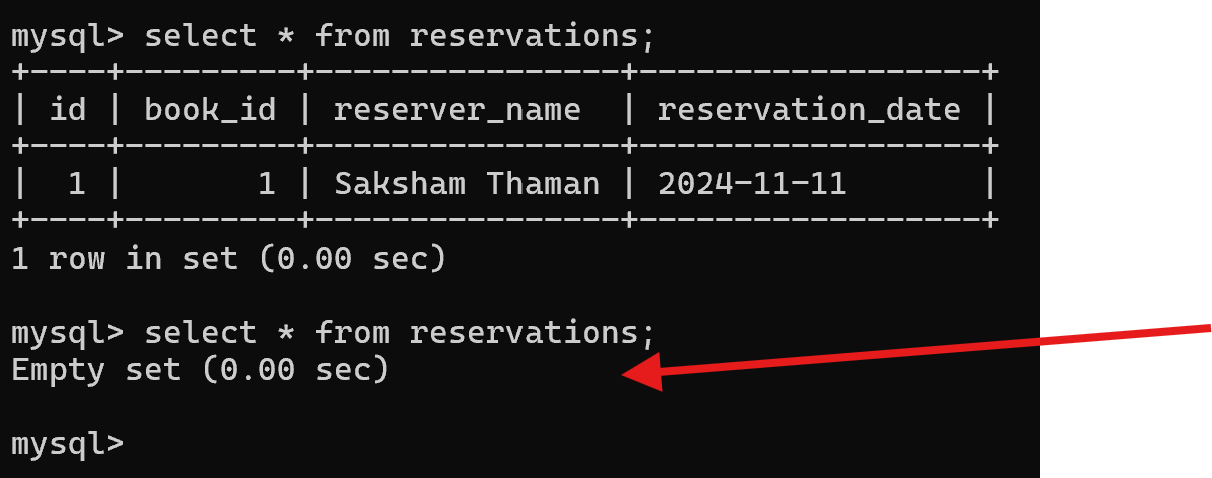 mysql> select * from reservations;
+----+---------+----------------+------------------+
| id | book_id | reserver_name  | reservation_date |
+----+---------+----------------+------------------+
|  1 |       1 | Saksham Thaman | 2024-11-11       |
+----+---------+----------------+------------------+
1 row in set (0.00 sec)
mysql> select * from reservations;
Empty set (0.00 sec)
mysql>